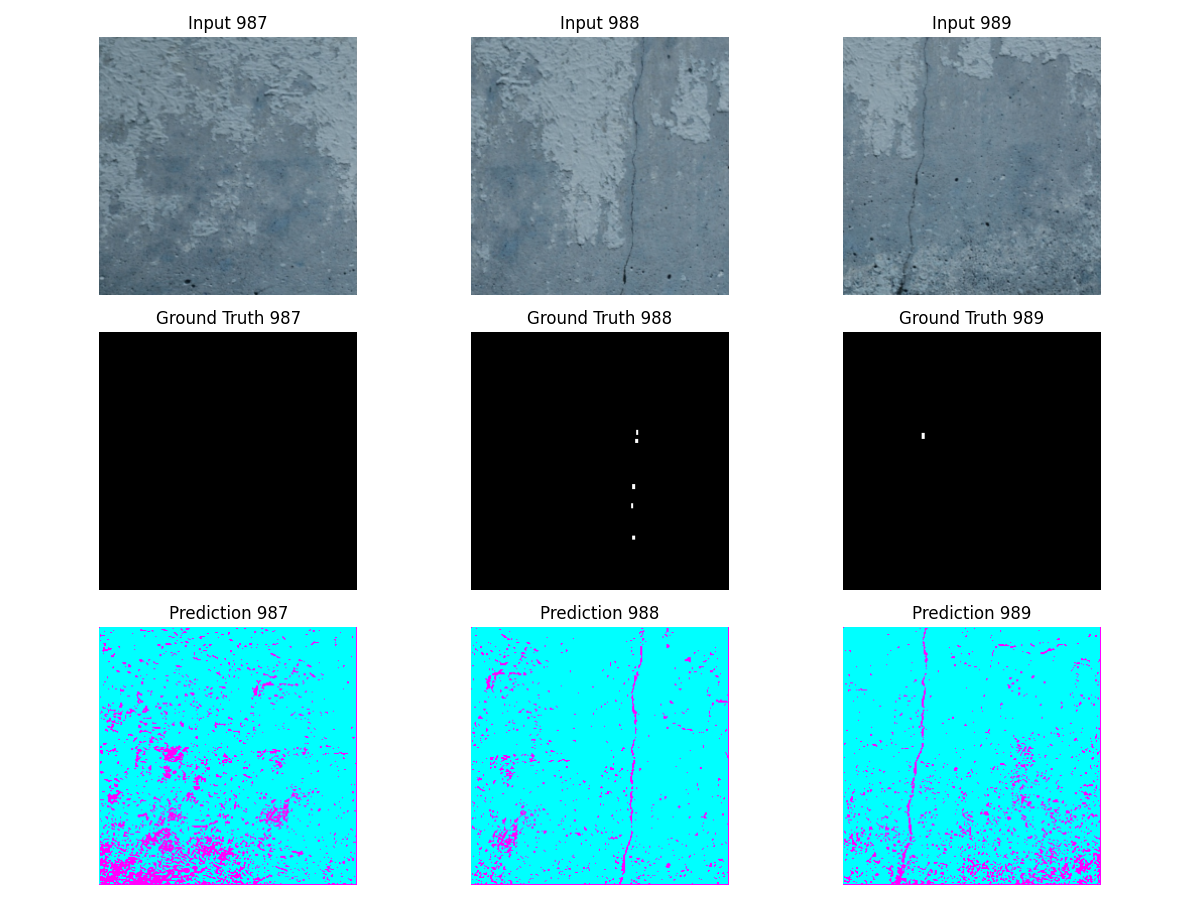 Input 987
Input 988
Input 989
Ground Truth 987
Ground Truth 988
Ground Truth 989
Prediction 987
Prediction 988
Prediction 989